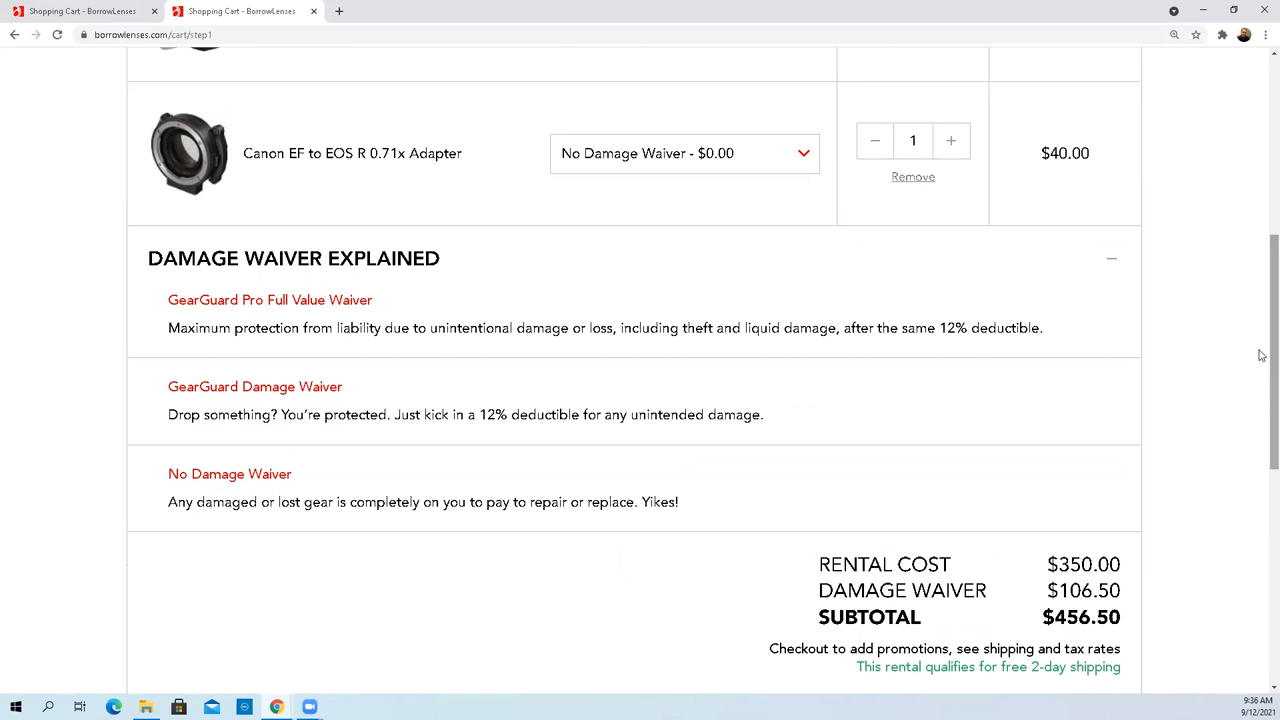 Shopping Cart - BorrowLenses
Shopping Cart - BorrowLenses
borrowlenses.com/cart/step1
Canon EF to EOS R 0.71x Adapter
No Damage Waiver - $0.00
1
$40.00
Remove
DAMAGE WAIVER EXPLAINED
GearGuard Pro Full Value Waiver
Maximum protection from liability due to unintentional damage or loss, including theft and liquid damage, after the same 12% deductible.
GearGuard Damage Waiver
Drop something? You’re protected. Just kick in a 12% deductible for any unintended damage.
No Damage Waiver
Any damaged or lost gear is completely on you to pay to repair or replace. Yikes!
RENTAL COST $350.00
DAMAGE WAIVER $106.50
SUBTOTAL $456.50
Checkout to add promotions, see shipping and tax rates
This rental qualifies for free 2-day shipping
9:36 AM
9/12/2021